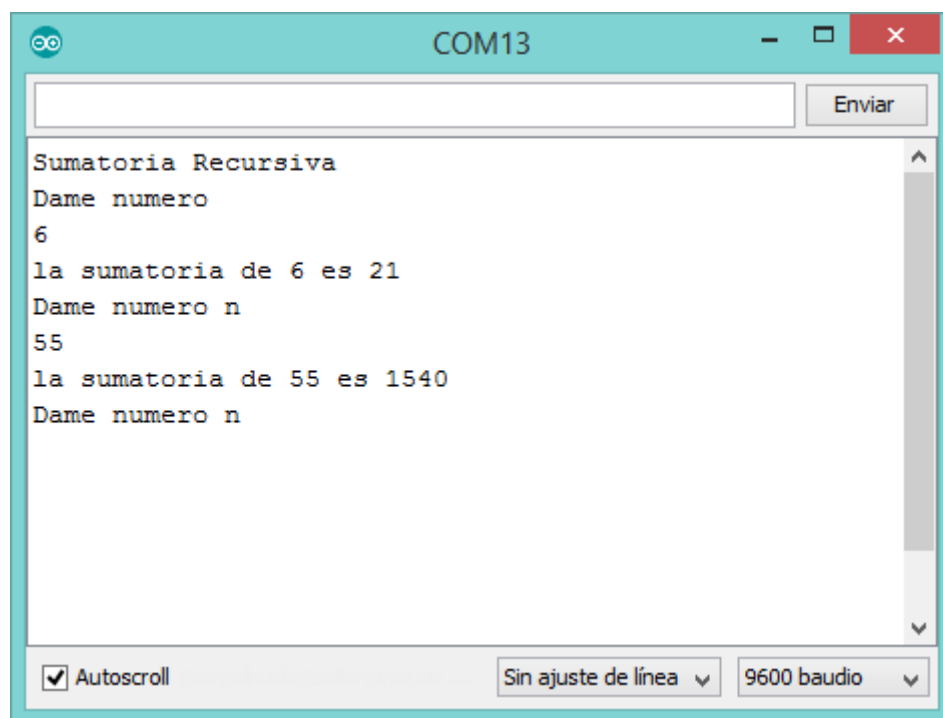 COM13
Enviar
Sumatoria Recursiva
Dame numero
6
la sumatoria de 6 es 21
Dame numero n
55
la sumatoria de 55 es 1540
Dame numero n
Autoscroll
Sin ajuste de línea
9600 baudio